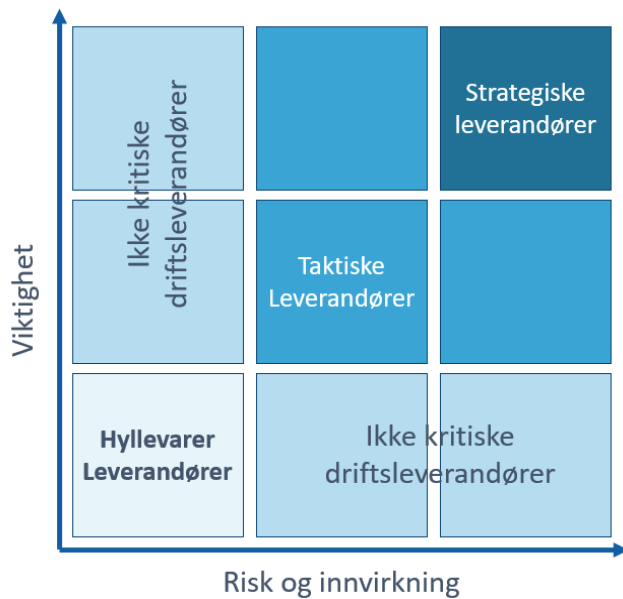 Ikke kritiske
driftsleverandører
Strategiske
leverandører
Viktighet
Taktiske
Leverandører
Hyllevarer
Leverandører
Ikke kritiske
driftsleverandører
Risk og innvirkning